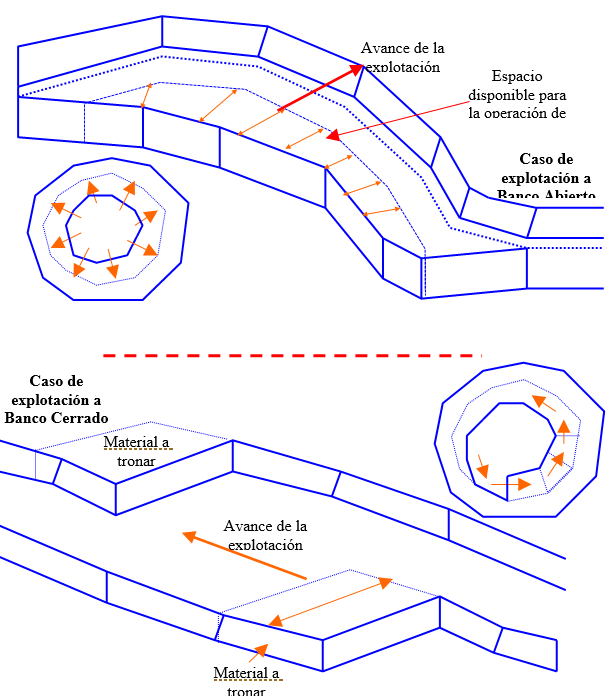 Avance de la
explotación
Espacio
disponible para
la operación de
Caso de
explotación a
Banco Abierto
Caso de
explotación a
Banco Cerrado
Material a
tronar
Avance de la
explotación
Material a
tronar